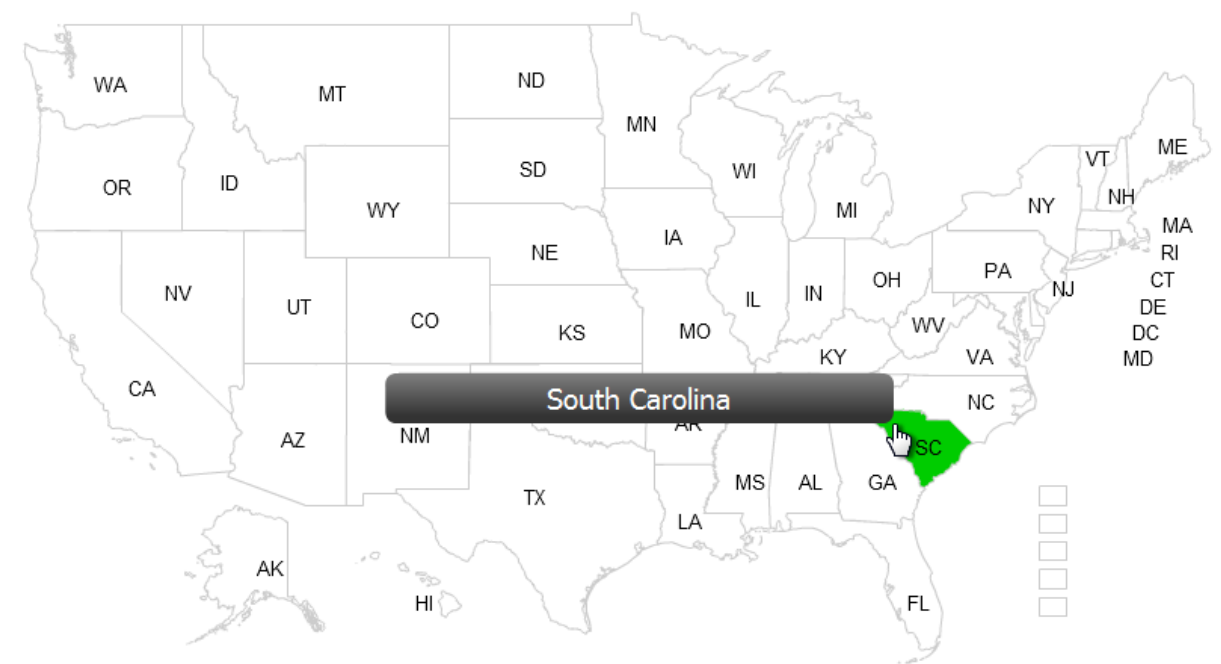 WA
MT
ND
MN
OR
ID
WY
SD
WI
MI
NY
VT
NH
ME
MA
RI
CT
DE
DC
MD
NV
UT
CO
NE
IA
KS
MO
IL
IN
OH
PA
NJ
WV
KY
VA
CA
South Carolina
NC
AZ
NM
AR
SC
TX
LA
MS
AL
GA
AK
HI
FL